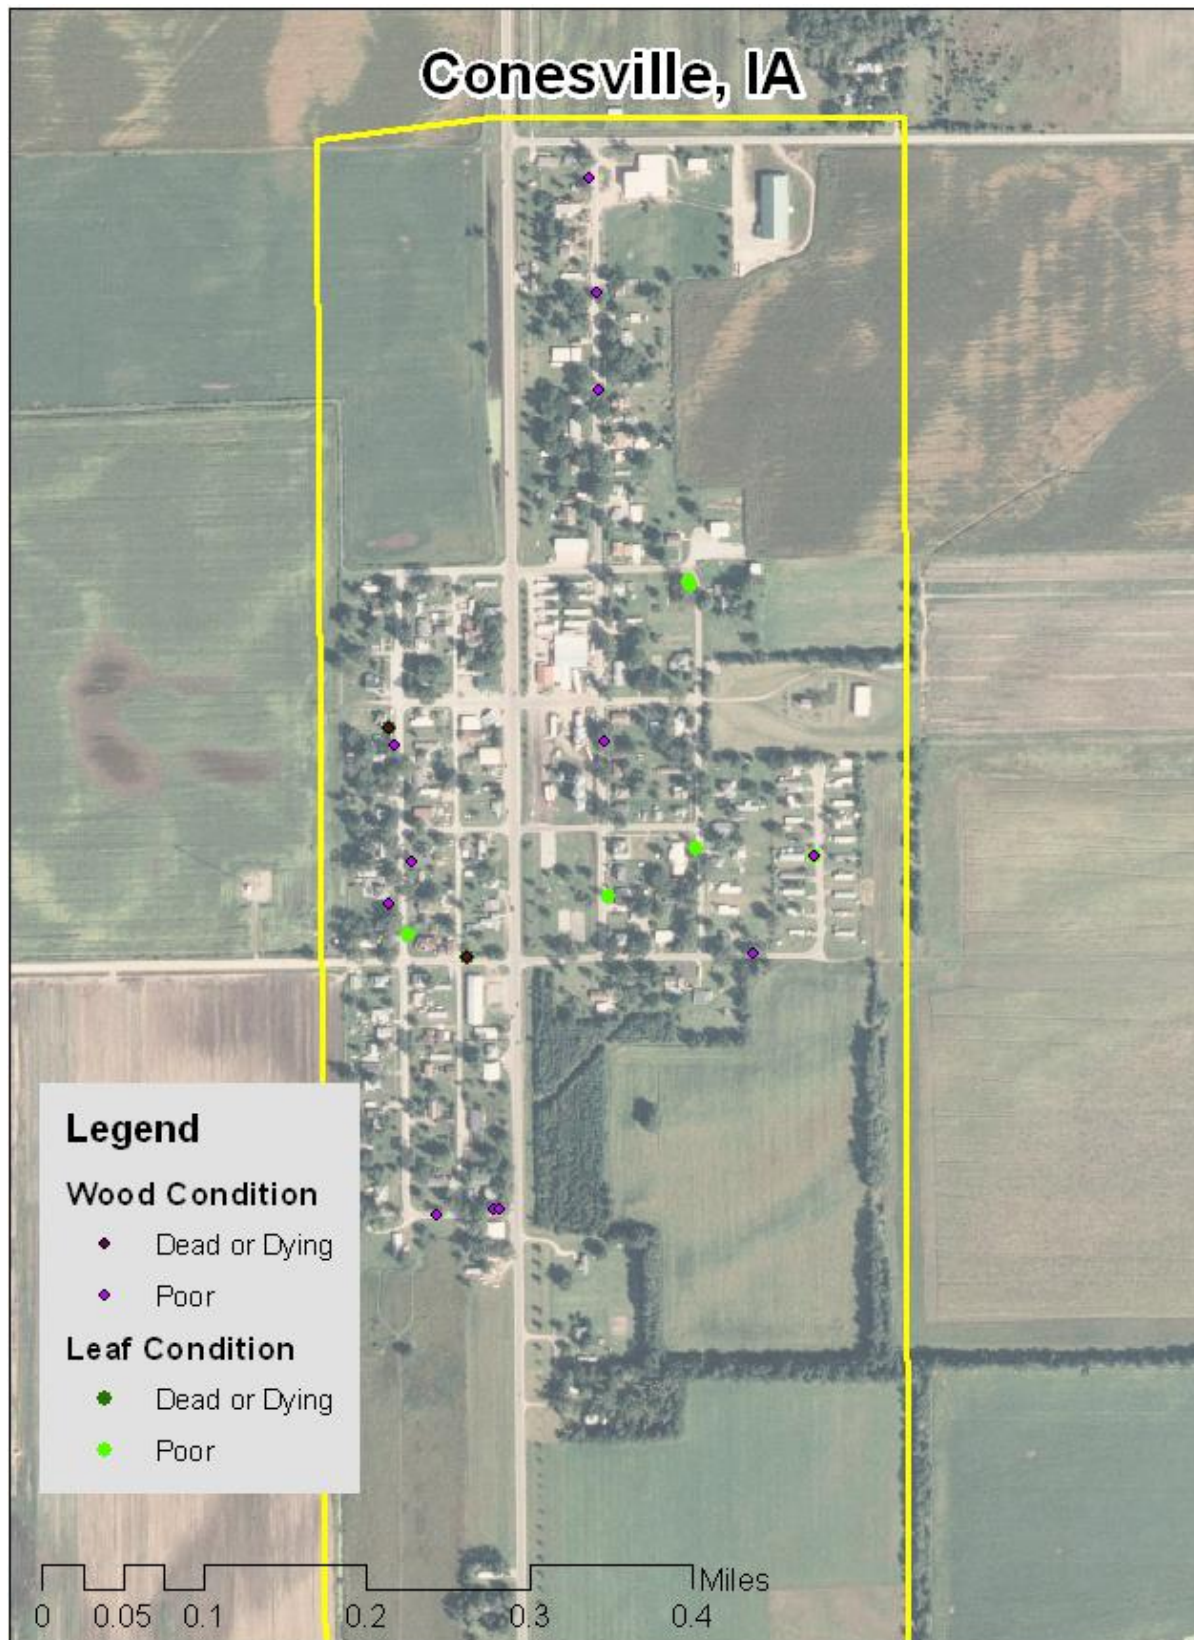 Conesville, IA
Legend
Wood Condition
Dead or Dying
Poor
Leaf Condition
Dead or Dying
Poor
Miles
0 0.05 0.1 0.2 0.3 0.4